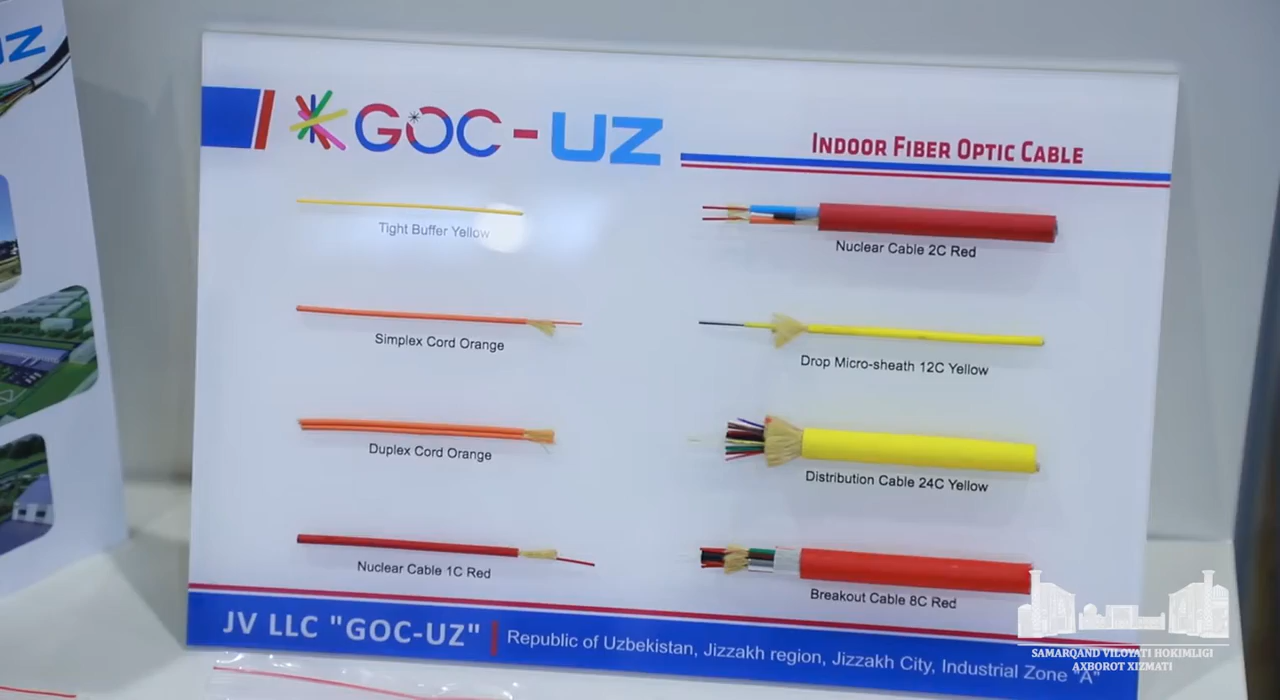 UZ
GOC-UZ
INDOOR FIBER OPTIC CABLE
Tight Buffer Yellow
Simplex Cord Orange
Duplex Cord Orange
Nuclear Cable 1C Red
Nuclear Cable 2C Red
Drop Micro-sheath 12C Yellow
Distribution Cable 24C Yellow
Breakout Cable 8C Red
JV LLC "GOC-UZ"
Republic of Uzbekistan, Jizzakh region, Jizzakh City, Industrial Zone "A"
SAMARQAND VILOYATI HOKIMLIGI
AXBOROT XIZMATI